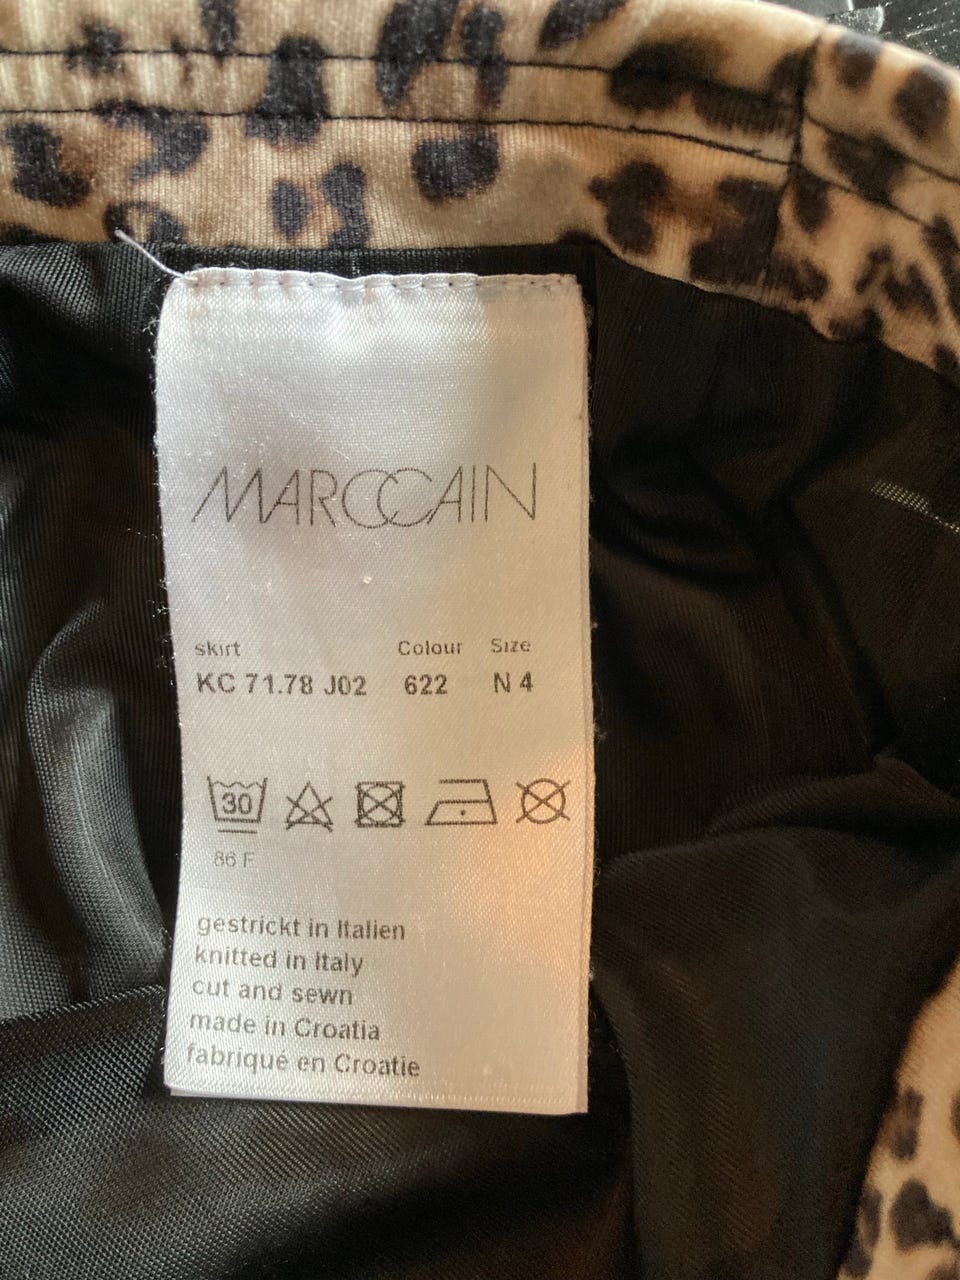 MARCCAIN
skirt Colour Size
KC 71.78 J02 622 N 4
30
86 F
gestrickt in Italien
knitted in Italy
cut and sewn
made in Croatia
fabriqué en Croatie